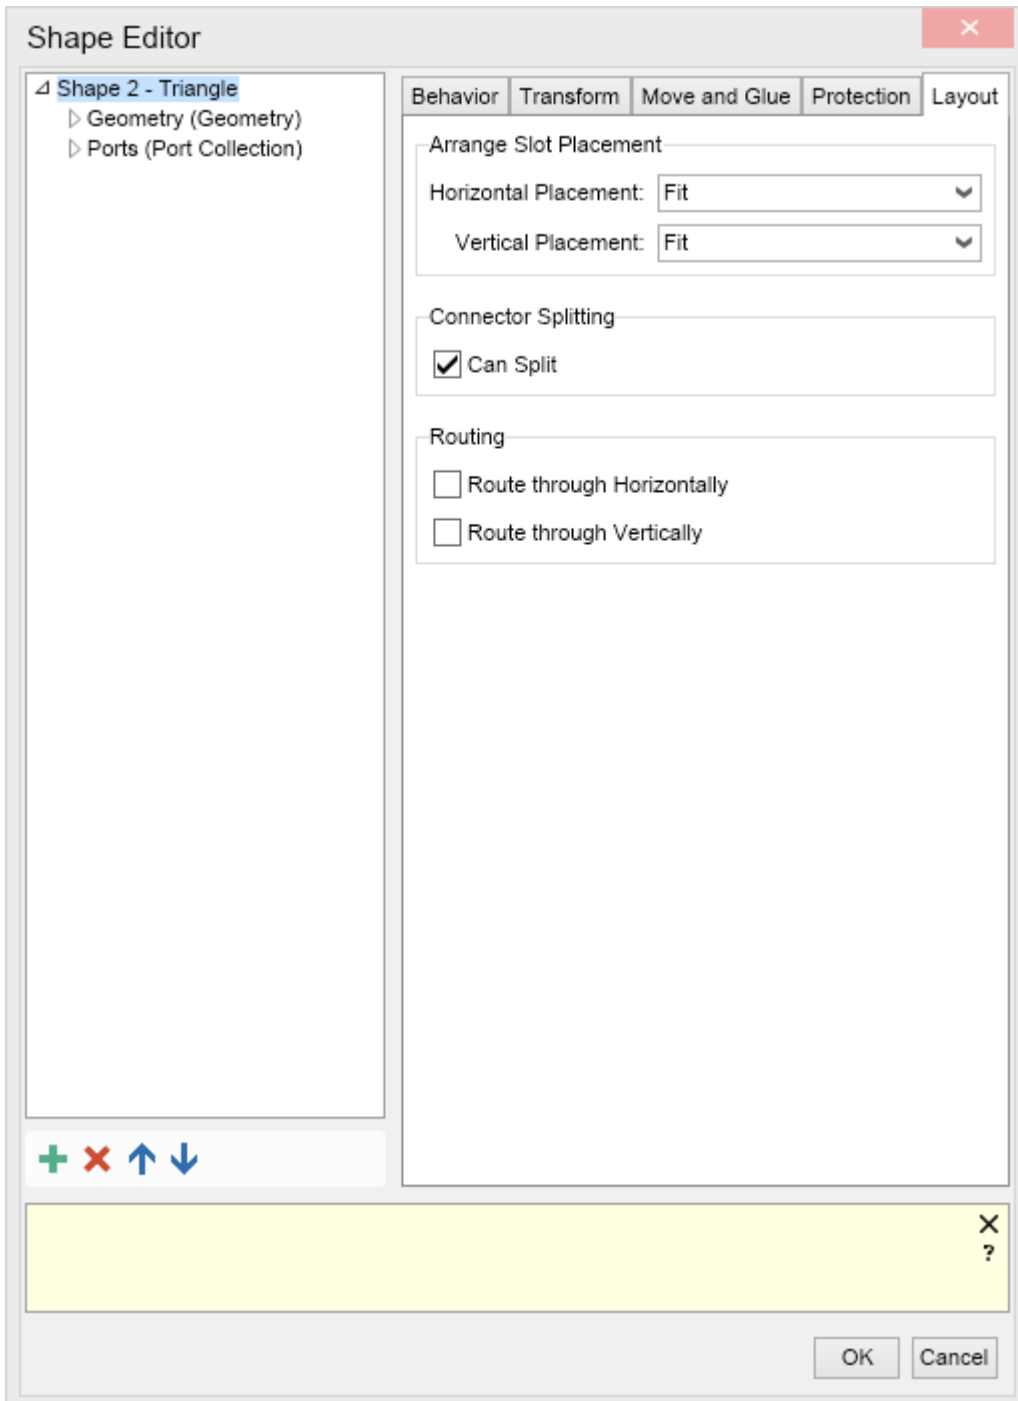 Shape Editor
Shape 2 - Triangle
Geometry (Geometry)
Ports (Port Collection)
Behavior Transform Move and Glue Protection Layout
Arrange Slot Placement
Horizontal Placement: Fit
Vertical Placement: Fit
Connector Splitting
Can Split
Routing
Route through Horizontally
Route through Vertically
?
OK Cancel